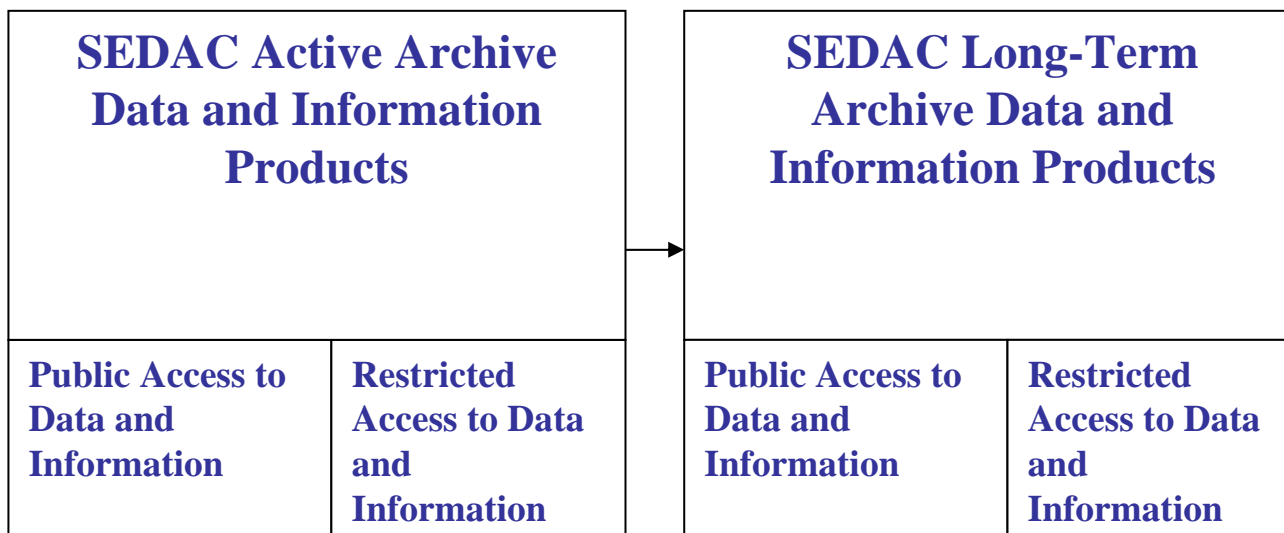 SEDAC Active Archive
Data and Information
Products
SEDAC Long-Term
Archive Data and
Information Products
Public Access to
Data and
Information
Restricted
Access to Data
and
Information
Public Access to
Data and
Information
Restricted
Access to Data
and
Information